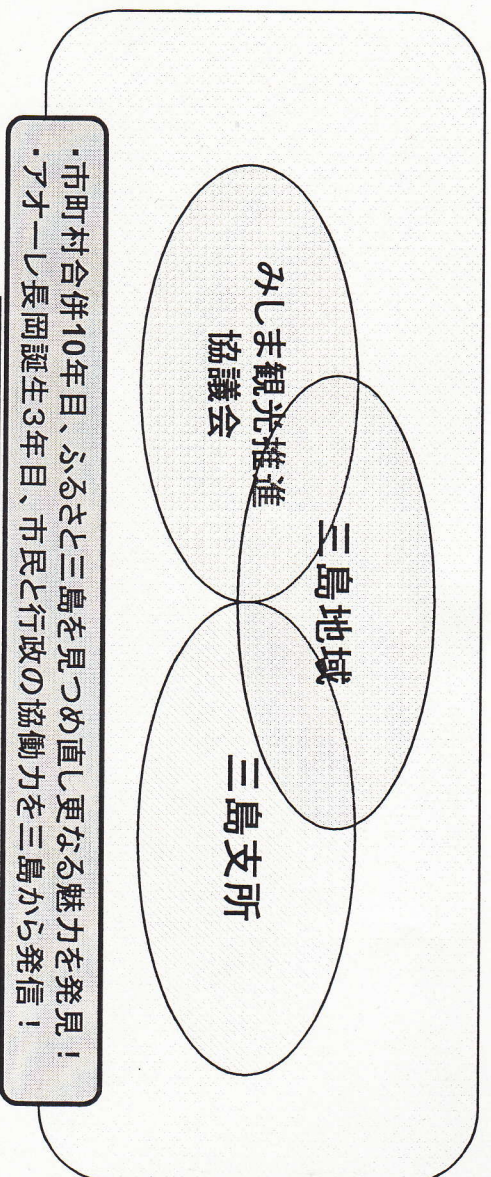 三島地域
みしま観光推進
協議会
三島支所
・市町村合併10年目、ふるさと三島を見つめ直し更なる魅力を発見！
・アオーレ長岡誕生3年目、市民と行政の協働力を三島から発信！